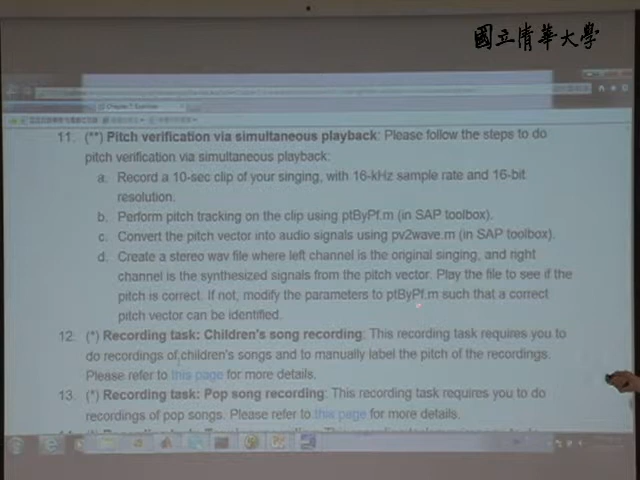 國立清華大學
Chapter 7 Exercises
11. (**) Pitch verification via simultaneous playback: Please follow the steps to do
pitch verification via simultaneous playback:
a. Record a 10-sec clip of your singing, with 16-kHz sample rate and 16-bit
resolution.
b. Perform pitch tracking on the clip using ptByPf.m (in SAP toolbox).
c. Convert the pitch vector into audio signals using pv2wave.m (in SAP toolbox).
d. Create a stereo wav file where left channel is the original singing, and right
channel is the synthesized signals from the pitch vector. Play the file to see if the
pitch is correct. If not, modify the parameters to ptByPf.m such that a correct
pitch vector can be identified.
12. (*) Recording task: Children's song recording: This recording task requires you to
do recordings of children's songs and to manually label the pitch of the recordings.
Please refer to this page for more details.
13. (*) Recording task: Pop song recording: This recording task requires you to do
recordings of pop songs. Please refer to this page for more details.